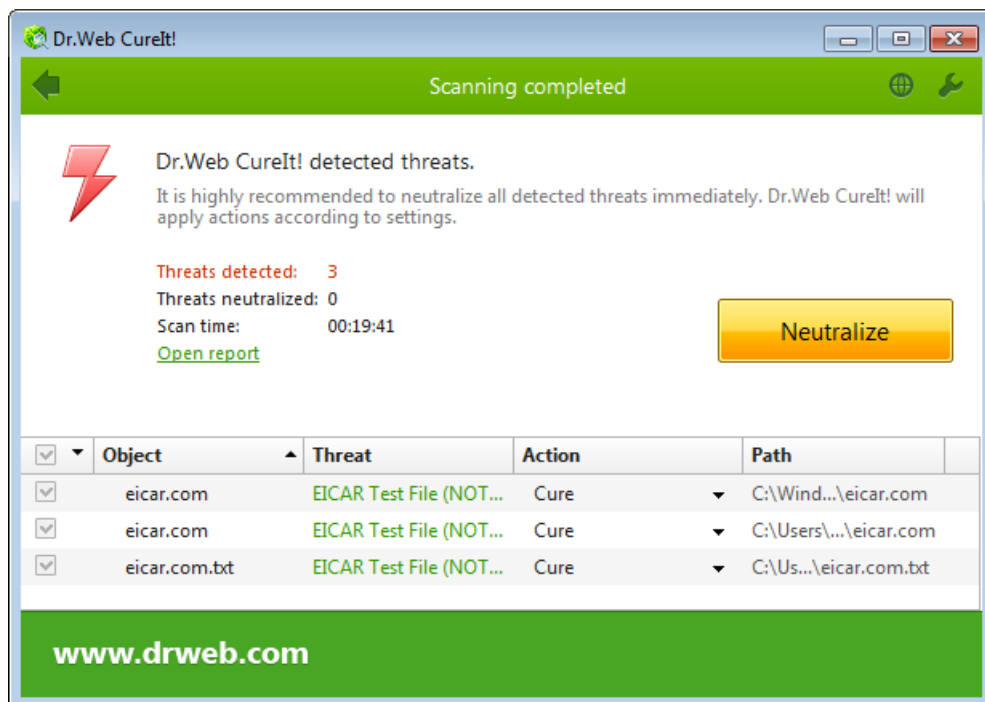 Dr.Web CureIt!
Scanning completed
Dr.Web CureIt! detected threats.
It is highly recommended to neutralize all detected threats immediately. Dr.Web CureIt! will
apply actions according to settings.
Threats detected: 3
Threats neutralized: 0
Scan time: 00:19:41
Open report
Neutralize
Object Threat Action Path
eicar.com EICAR Test File (NOT... Cure C:\Wind...\eicar.com
eicar.com EICAR Test File (NOT... Cure C:\Users\...\eicar.com
eicar.com.txt EICAR Test File (NOT... Cure C:\Us...\eicar.com.txt
www.drweb.com